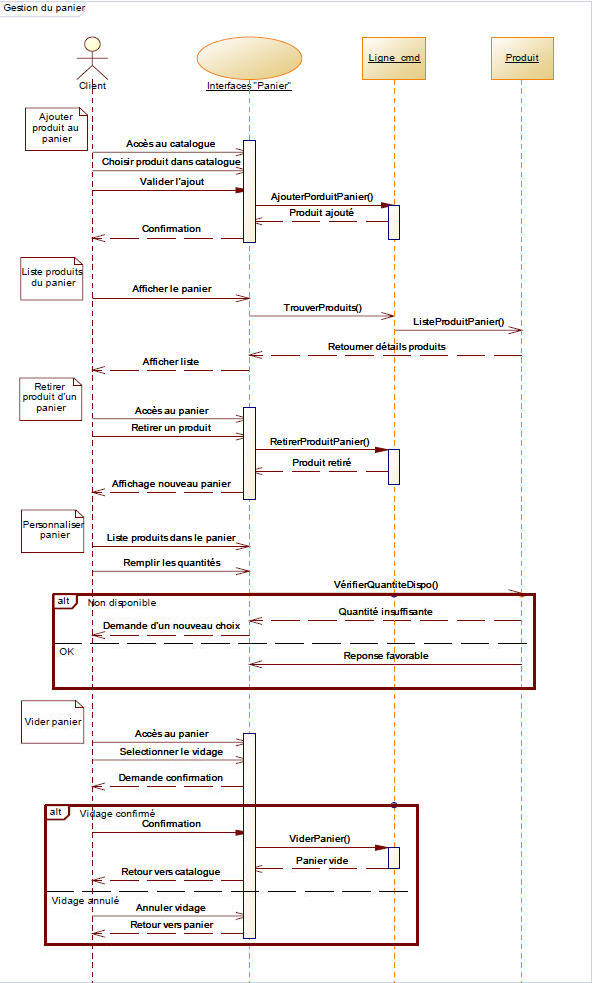 Gestion du panier
Client
Interfaces "Panier"
Ligne_cmd
Produit
Ajouter
produit au
panier
Accès au catalogue
Choisir produit dans catalogue
Valider l'ajout
AjouterPorduitPanier()
Produit ajouté
Confirmation
Liste produits
du panier
Afficher le panier
TrouverProduits()
ListeProduitPanier()
Retourner détails produits
Afficher liste
Retirer
produit d'un
panier
Accès au panier
Retirer un produit
RetirerProduitPanier()
Produit retiré
Affichage nouveau panier
Personnaliser
panier
Liste produits dans le panier
Remplir les quantités
VérifierQuantiteDispo()
alt
Non disponible
Quantité insuffisante
Demande d'un nouveau choix
OK
Reponse favorable
Vider panier
Accès au panier
Selectionner le vidage
Demande confirmation
alt
Vidage confirmé
Confirmation
ViderPanier()
Panier vide
Retour vers catalogue
Vidage annulé
Annuler vidage
Retour vers panier